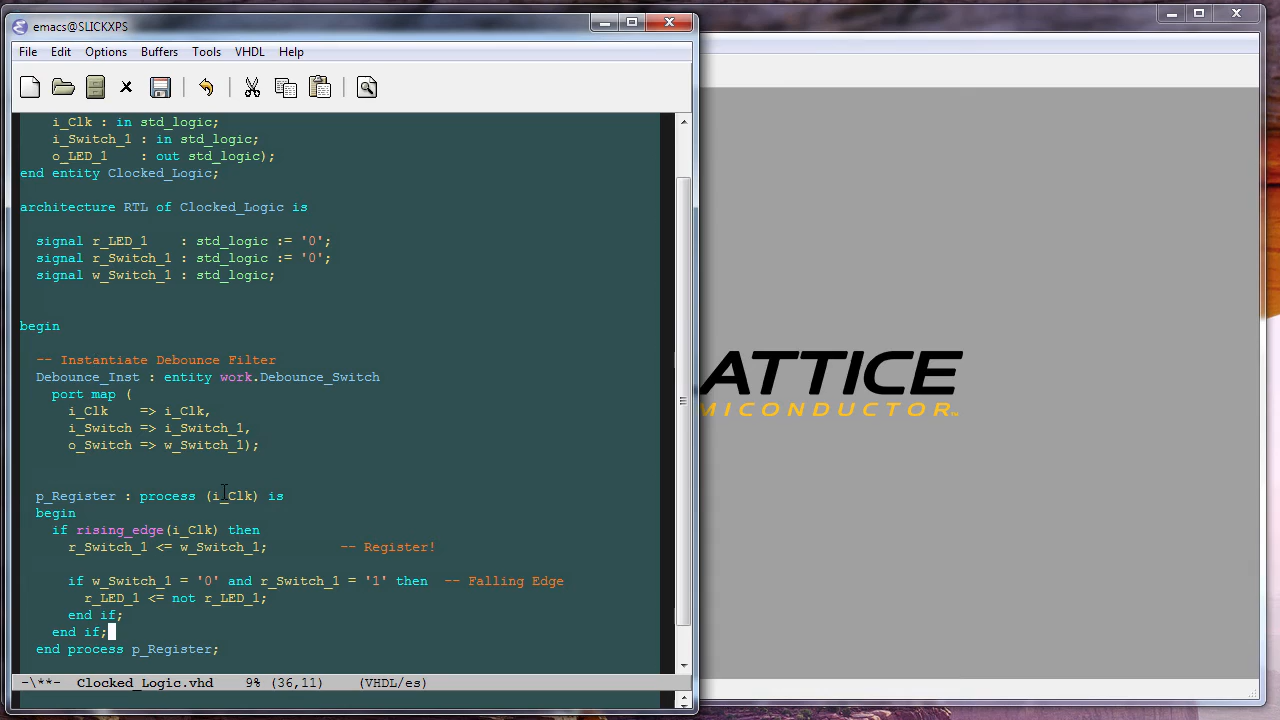 emacs@SLICKXPS
File Edit Options Buffers Tools VHDL Help
i_Clk : in std_logic;
i_Switch_1 : in std_logic;
o_LED_1 : out std_logic);
end entity Clocked_Logic;
architecture RTL of Clocked_Logic is
signal r_LED_1 : std_logic := '0';
signal r_Switch_1 : std_logic := '0';
signal w_Switch_1 : std_logic;
begin
-- Instantiate Debounce Filter
Debounce_Inst : entity work.Debounce_Switch
port map (
i_Clk => i_Clk,
i_Switch => i_Switch_1,
o_Switch => w_Switch_1);
p_Register : process (i_Clk) is
begin
if rising_edge(i_Clk) then
r_Switch_1 <= w_Switch_1; -- Register!
if w_Switch_1 = '0' and r_Switch_1 = '1' then -- Falling Edge
r_LED_1 <= not r_LED_1;
end if;
end if;
end process p_Register;
-\**- Clocked_Logic.vhd 9% (36,11) (VHDL/es)
ATTICE
MICONDUCTOR™